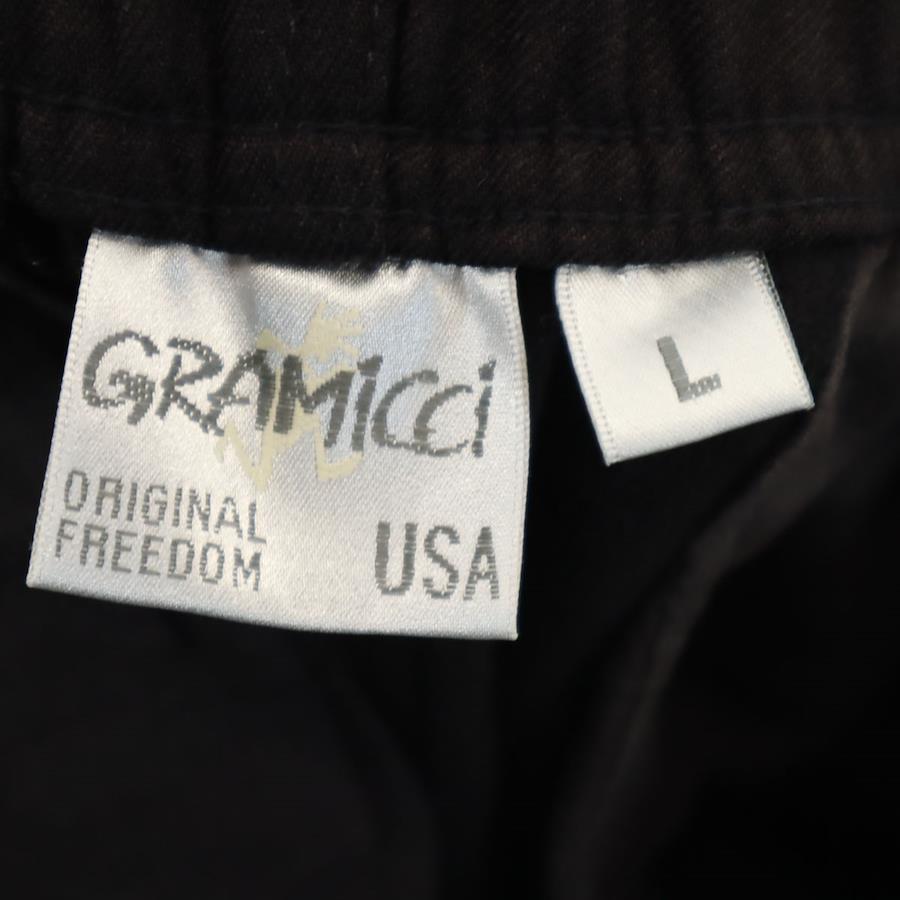 GRAMiCCi
ORIGINAL
FREEDOM
USA
L